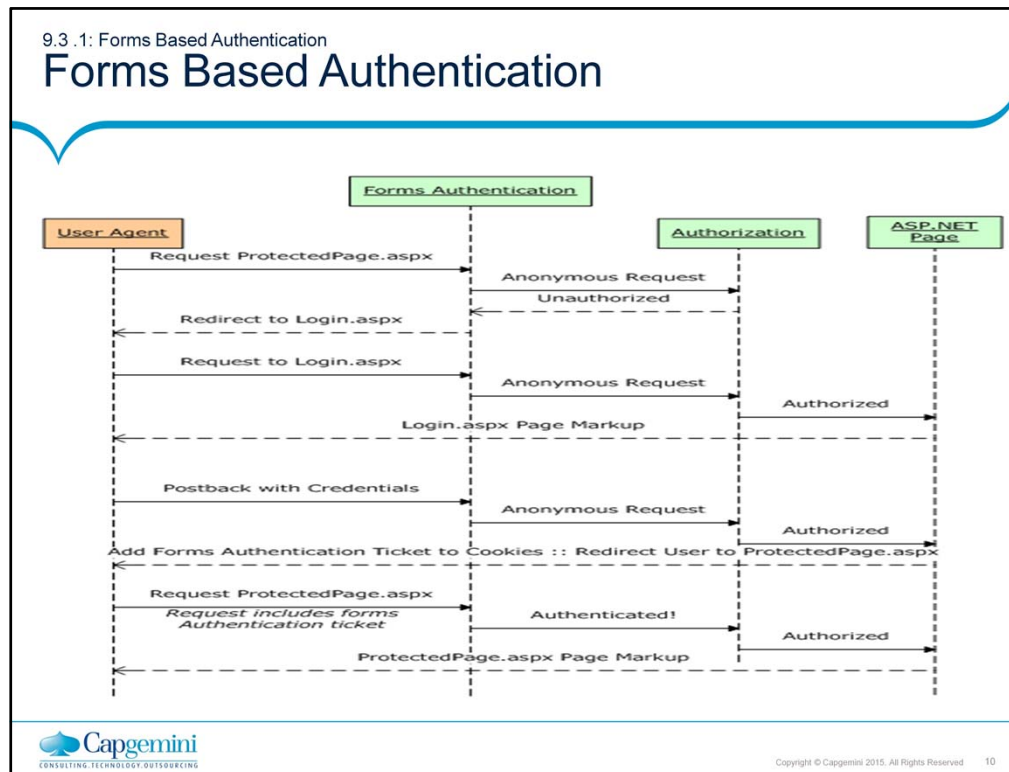 9.3 .1: Forms Based Authentication
Forms Based Authentication
Forms Authentication
User Agent
Authorization
ASP.NET
Page
Request ProtectedPage.aspx
Anonymous Request
Unauthorized
Redirect to Login.aspx
Request to Login.aspx
Anonymous Request
Authorized
Login.aspx Page Markup
Postback with Credentials
Anonymous Request
Authorized
Add Forms Authentication Ticket to Cookies :: Redirect User to ProtectedPage.aspx
Request ProtectedPage.aspx
Request includes forms
Authentication ticket
Authenticated!
Authorized
ProtectedPage.aspx Page Markup
Capgemini
CONSULTING.TECHNOLOGY.OUTSOURCING
Copyright © Capgemini 2015. All Rights Reserved 10